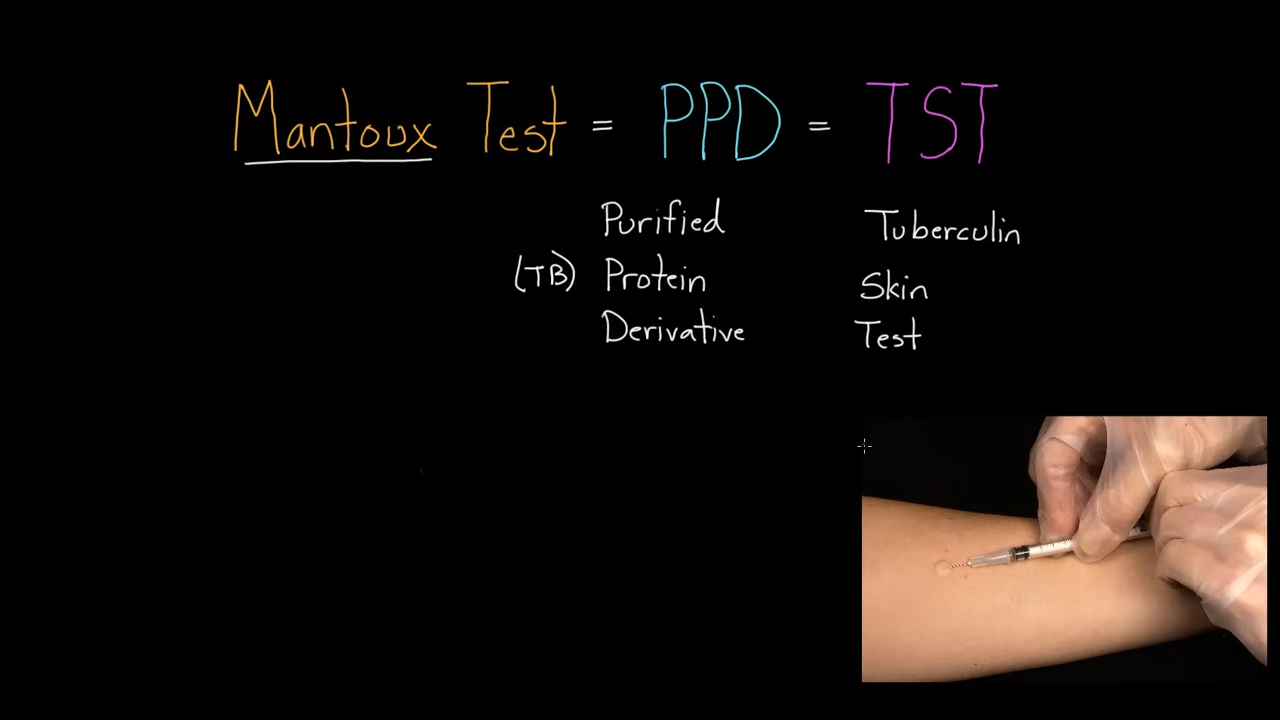 Mantoux Test = PPD = TST
Purified Tuberculin
(TB) Protein Skin
Derivative Test